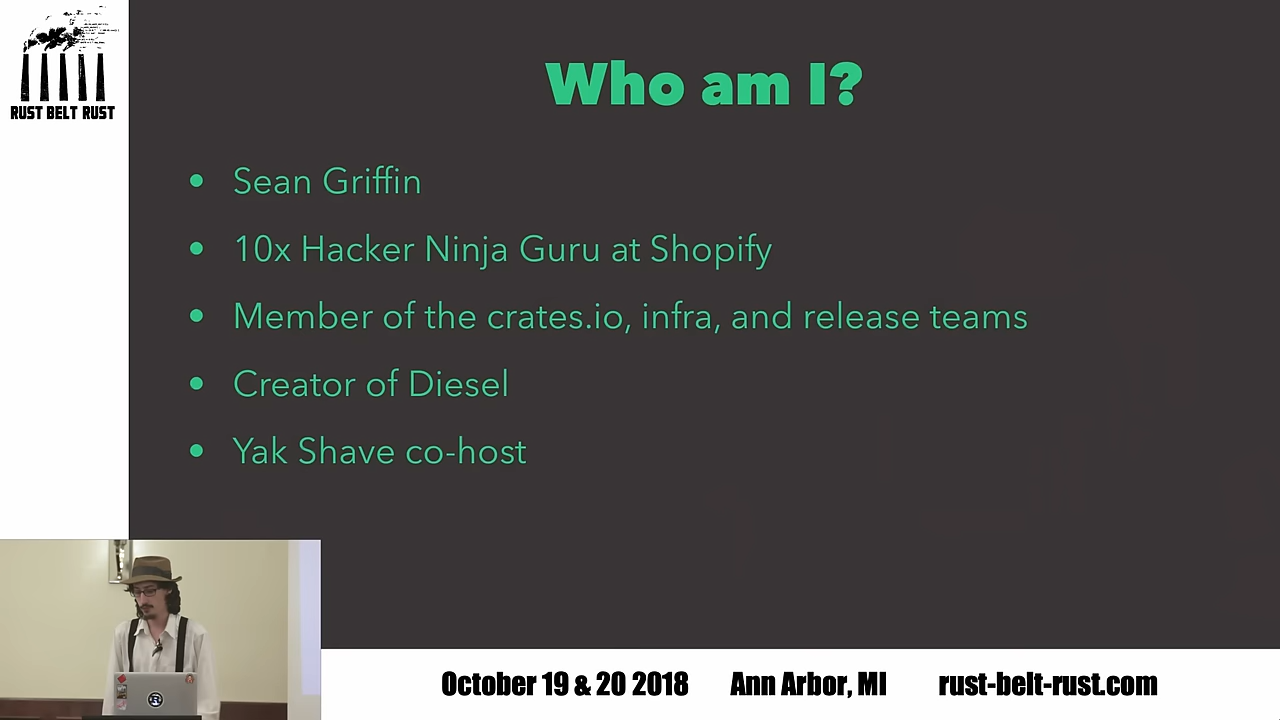 RUST BELT RUST
Who am I?
Sean Griffin
10x Hacker Ninja Guru at Shopify
Member of the crates.io, infra, and release teams
Creator of Diesel
Yak Shave co-host
October 19 & 20 2018 Ann Arbor, MI rust-belt-rust.com